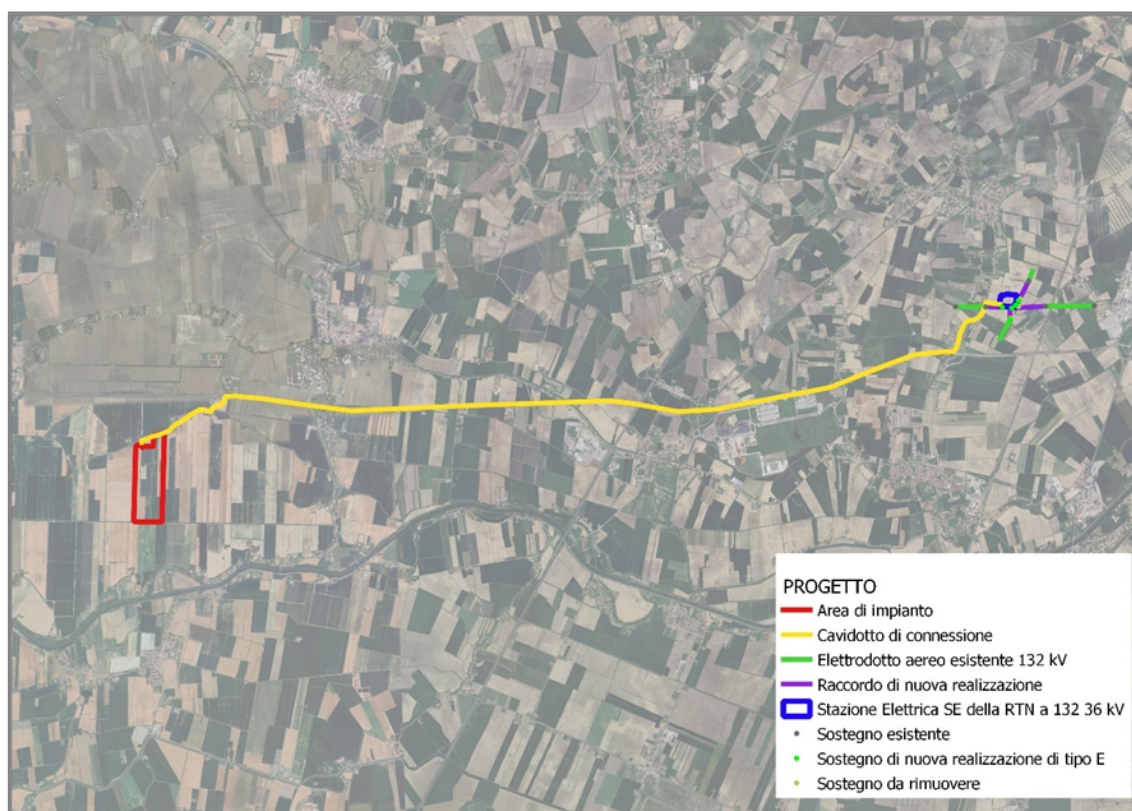 PROGETTO
Area di impianto
Cavidotto di connessione
Elettrodotto aereo esistente 132 kV
Raccordo di nuova realizzazione
Stazione Elettrica SE della RTN a 132 36 kV
Sostegno esistente
Sostegno di nuova realizzazione di tipo E
Sostegno da rimuovere